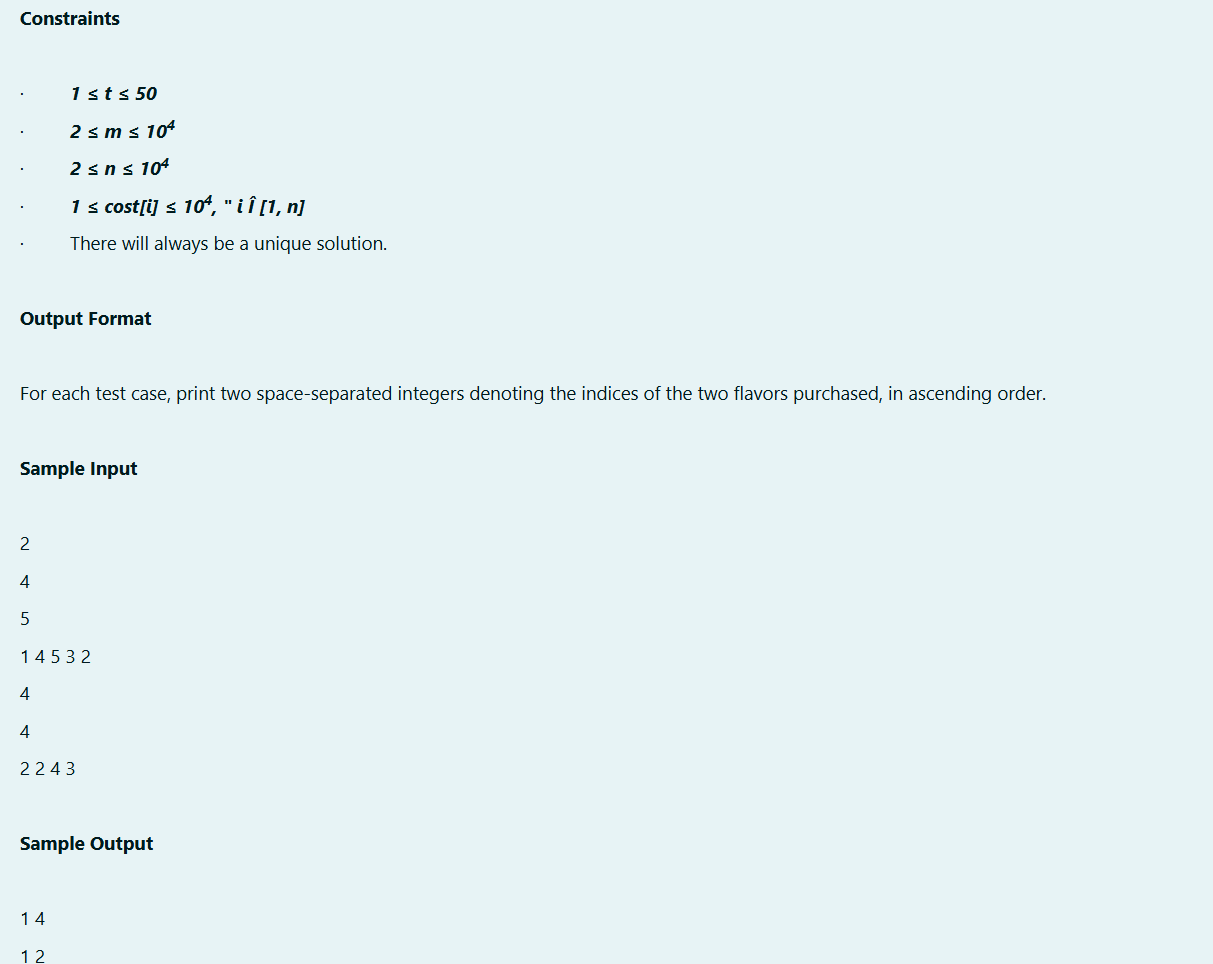 Constraints
· 1 ≤ t ≤ 50
· 2 ≤ m ≤ 10⁴
· 2 ≤ n ≤ 10⁴
· 1 ≤ cost[i] ≤ 10⁴, " i Î [1, n]
· There will always be a unique solution.
Output Format
For each test case, print two space-separated integers denoting the indices of the two flavors purchased, in ascending order.
Sample Input
2
4
5
1 4 5 3 2
4
4
2 2 4 3
Sample Output
1 4
1 2